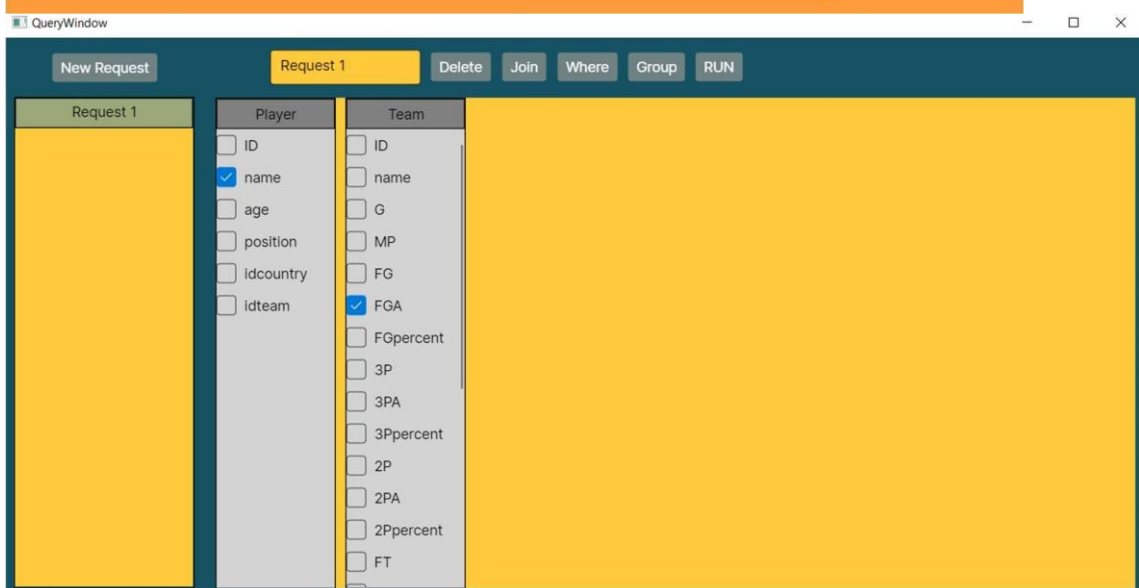 QueryWindow
New Request
Request 1
Delete
Join
Where
Group
RUN
Request 1
Player
ID
name
age
position
idcountry
idteam
Team
ID
name
G
MP
FG
FGA
FGpercent
3P
3PA
3Ppercent
2P
2PA
2Ppercent
FT